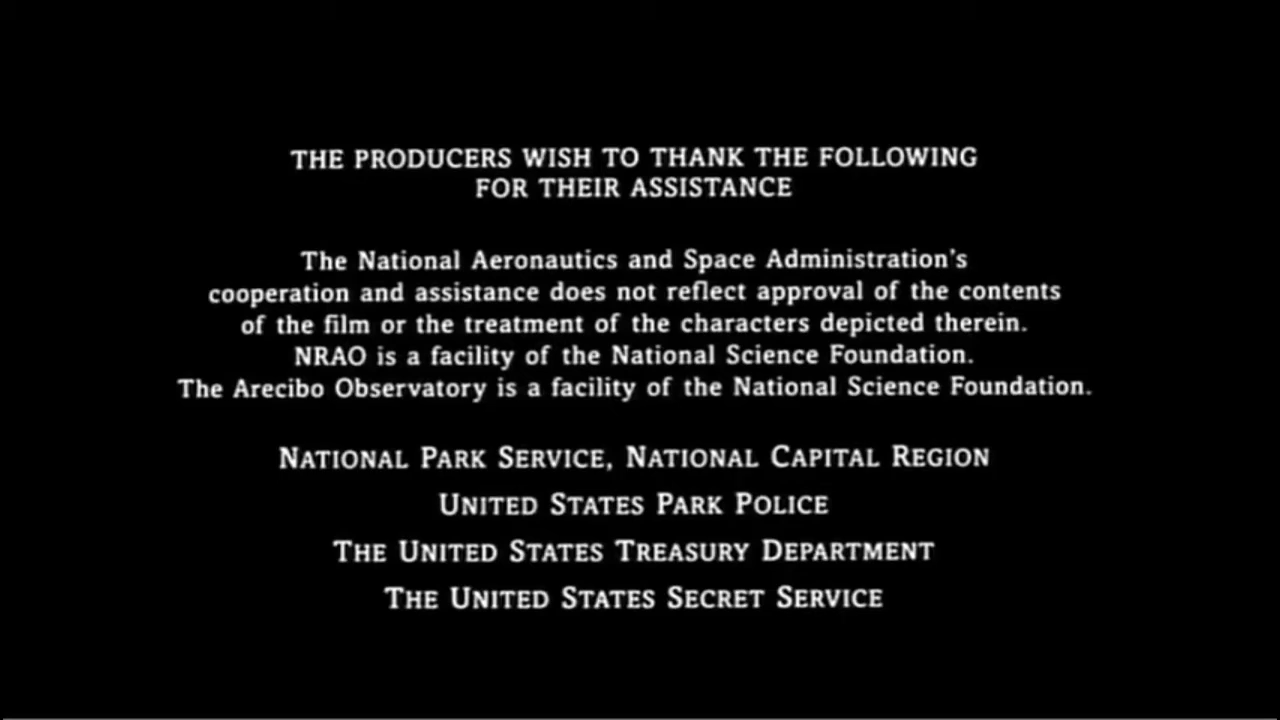 THE PRODUCERS WISH TO THANK THE FOLLOWING
FOR THEIR ASSISTANCE
The National Aeronautics and Space Administration's
cooperation and assistance does not reflect approval of the contents
of the film or the treatment of the characters depicted therein.
NRAO is a facility of the National Science Foundation.
The Arecibo Observatory is a facility of the National Science Foundation.
NATIONAL PARK SERVICE, NATIONAL CAPITAL REGION
UNITED STATES PARK POLICE
THE UNITED STATES TREASURY DEPARTMENT
THE UNITED STATES SECRET SERVICE